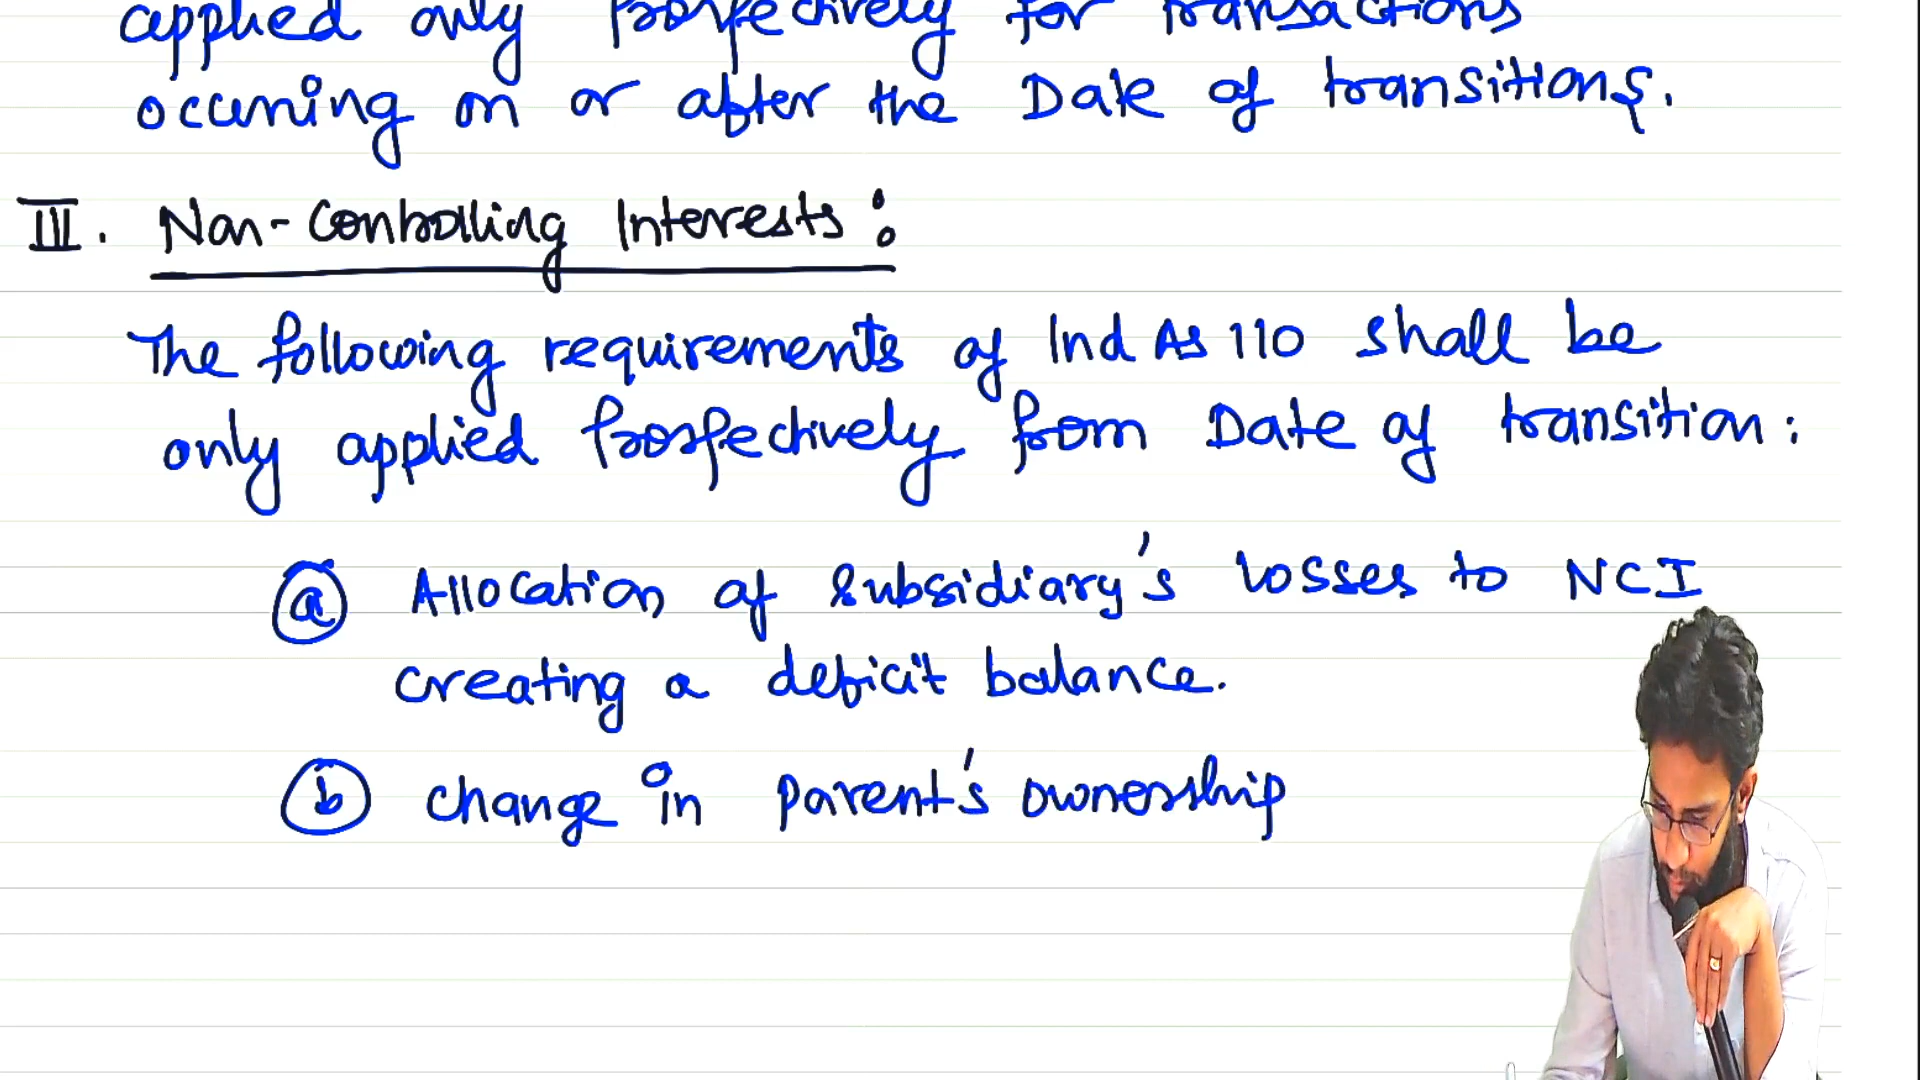 applied only prospectively for transactions
occurring on or after the Date of transitions.
III. Non-Controlling Interests:
The following requirements of Ind AS 110 shall be
only applied prospectively from Date of transition:
(a) Allocation of subsidiary's losses to NCI
creating a deficit balance.
(b) change in parent's ownership